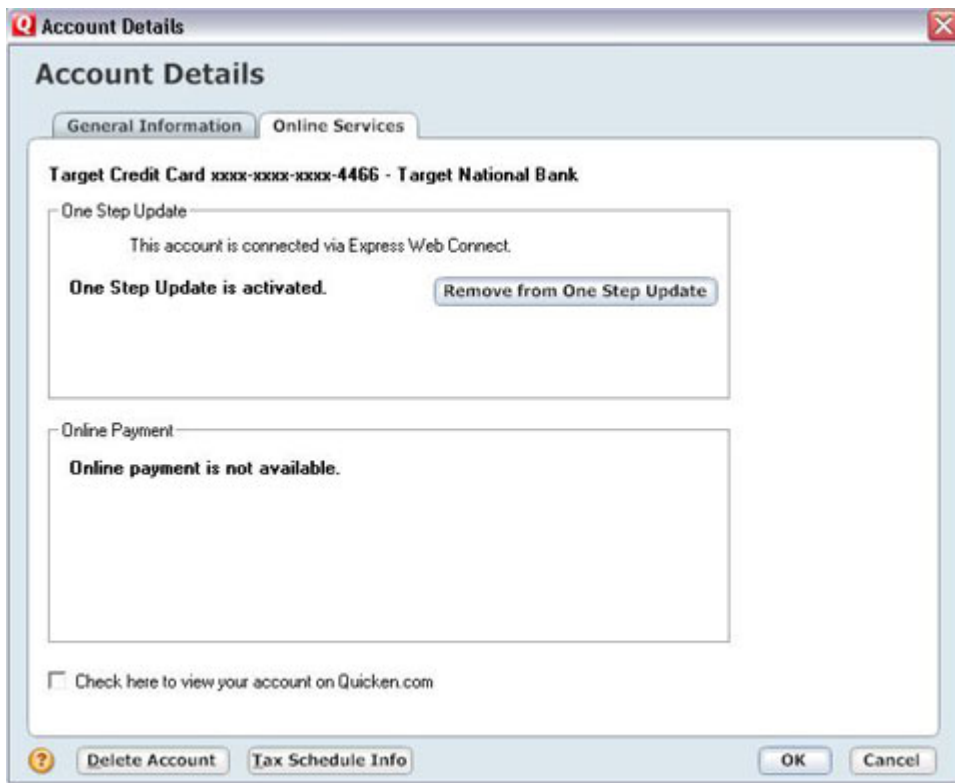 Account Details
Account Details
General Information Online Services
Target Credit Card xxxx-xxxx-xxxx-4466 - Target National Bank
One Step Update
This account is connected via Express Web Connect.
One Step Update is activated. Remove from One Step Update
Online Payment
Online payment is not available.
Check here to view your account on Quicken.com
? Delete Account Tax Schedule Info OK Cancel